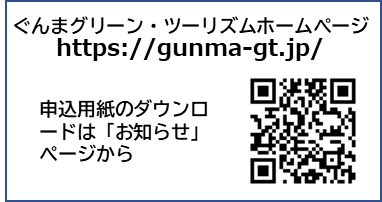 ぐんまグリーン・ツーリズムホームページ
https://gunma-gt.jp/
申込用紙のダウンロ
ードは「お知らせ」
ページから